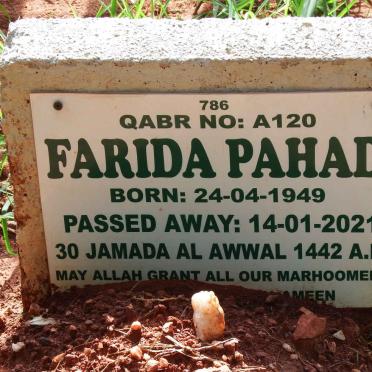 786
QABR NO: A120
FARIDA PAHAD
BORN: 24-04-1949
PASSED AWAY: 14-01-2021
30 JAMADA AL AWWAL 1442 A.
MAY ALLAH GRANT ALL OUR MARHOOME
AMEEN